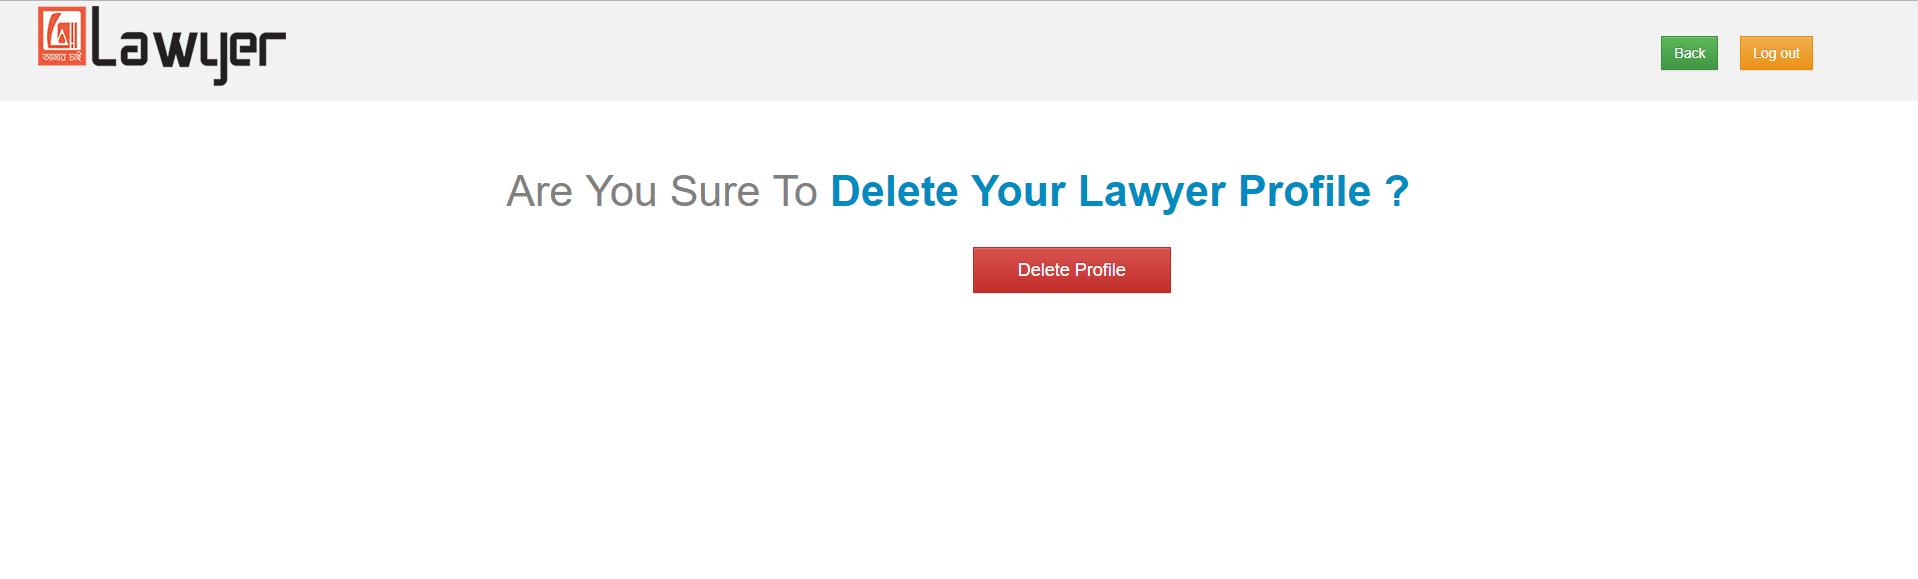 আমার চাই
Lawyer
Back
Log out
Are You Sure To Delete Your Lawyer Profile ?
Delete Profile